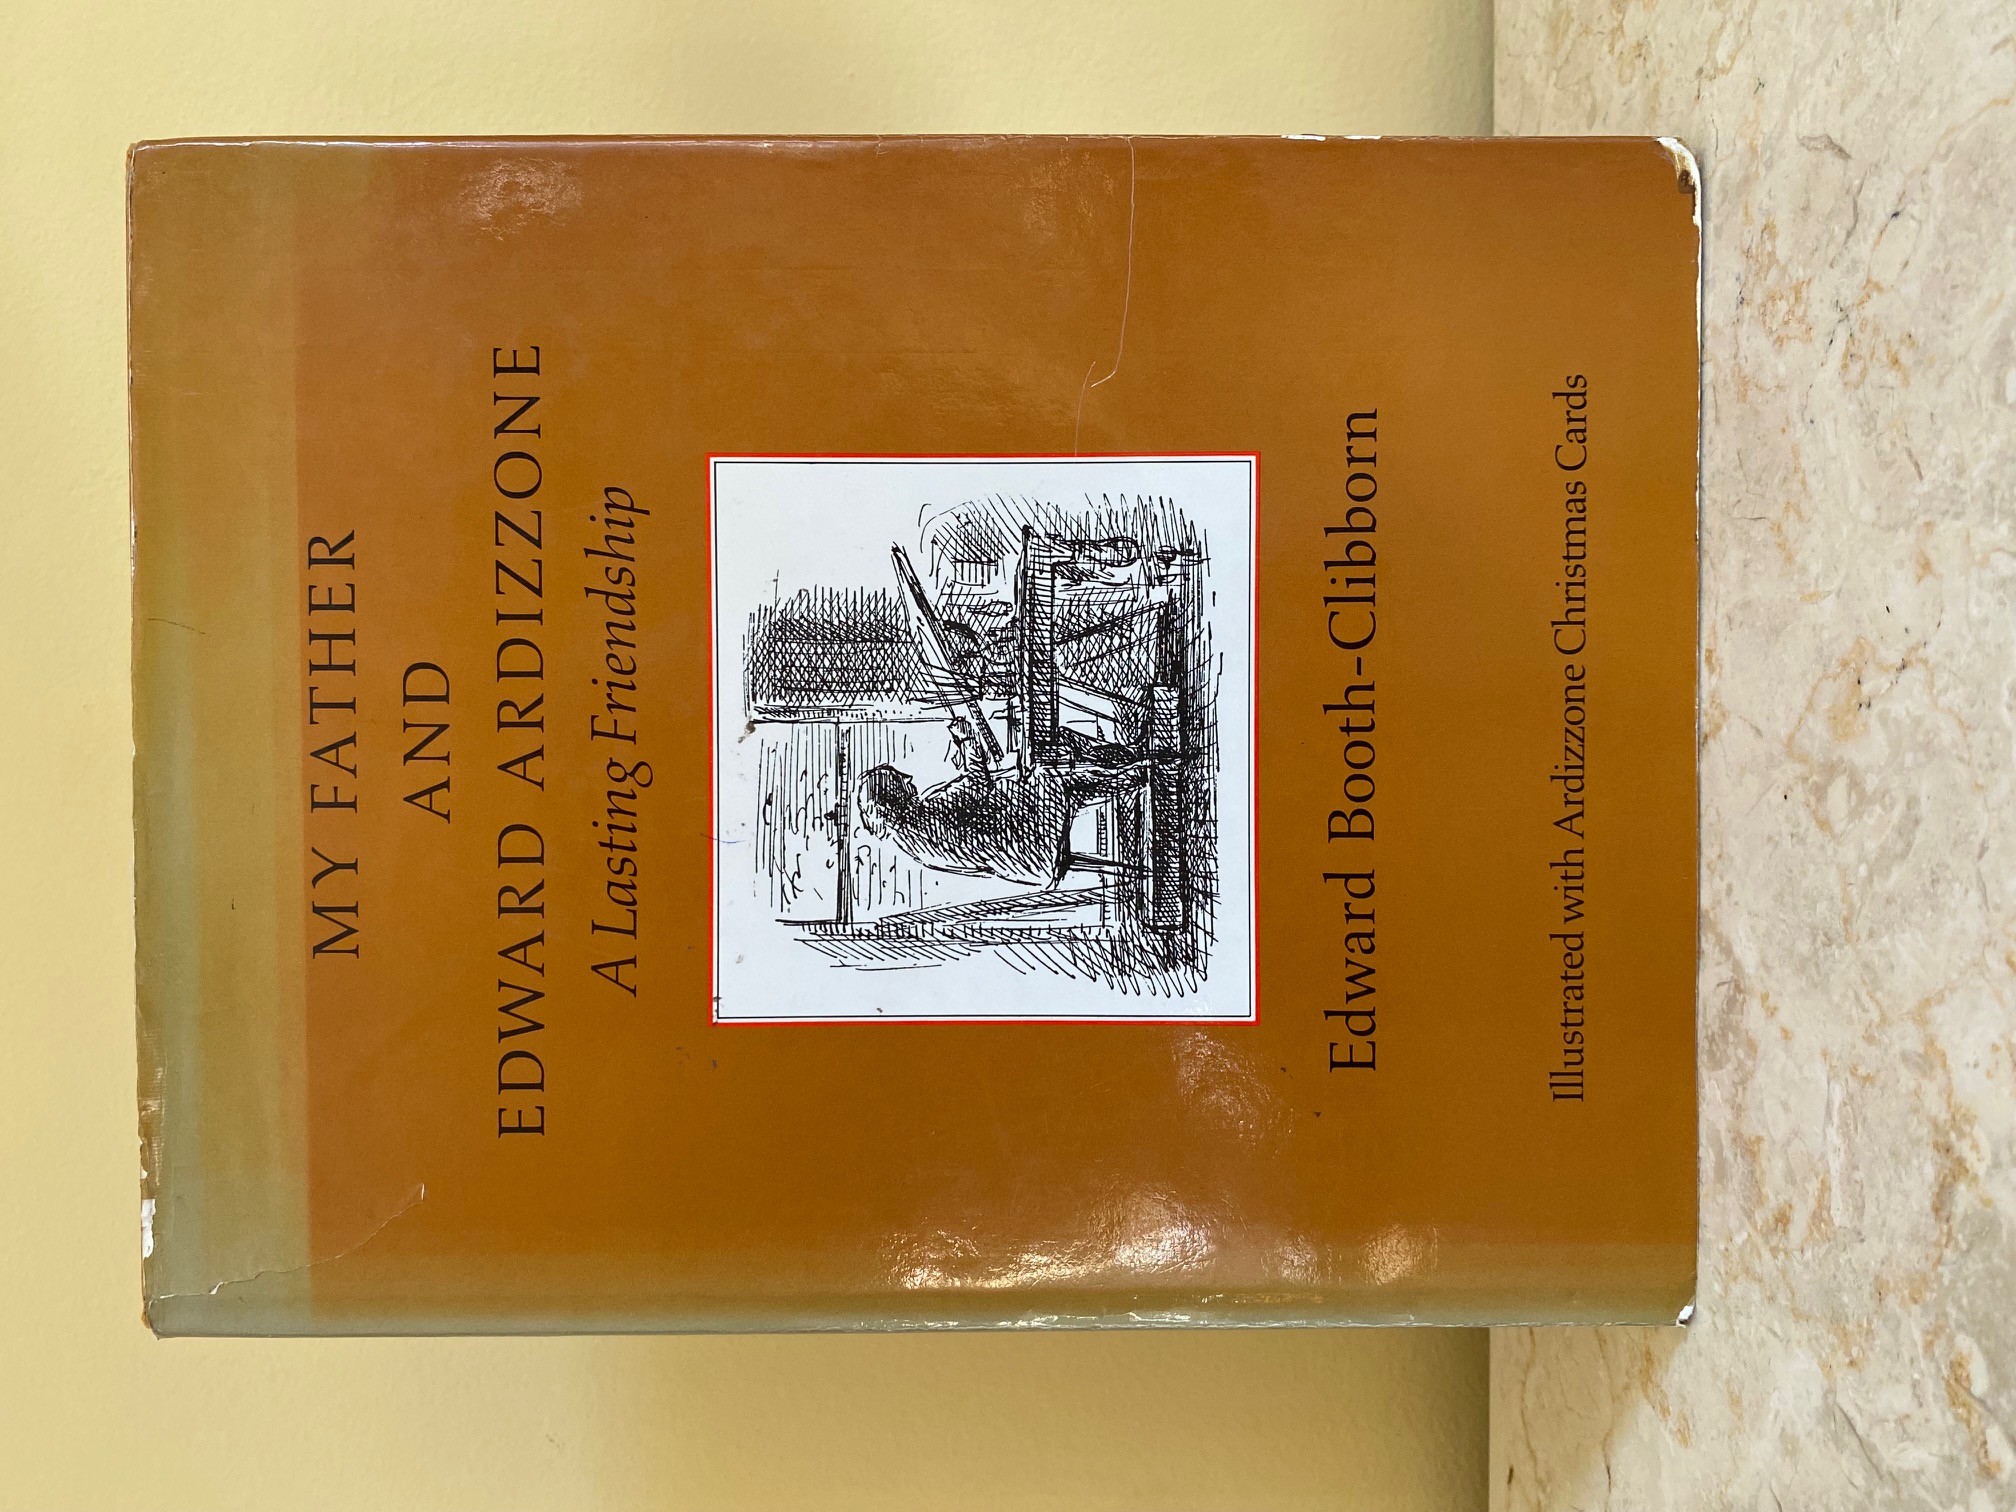 MY FATHER
AND
EDWARD ARDIZZONE
A Lasting Friendship
Edward Booth-Clibborn
Illustrated with Ardizzone Christmas Cards